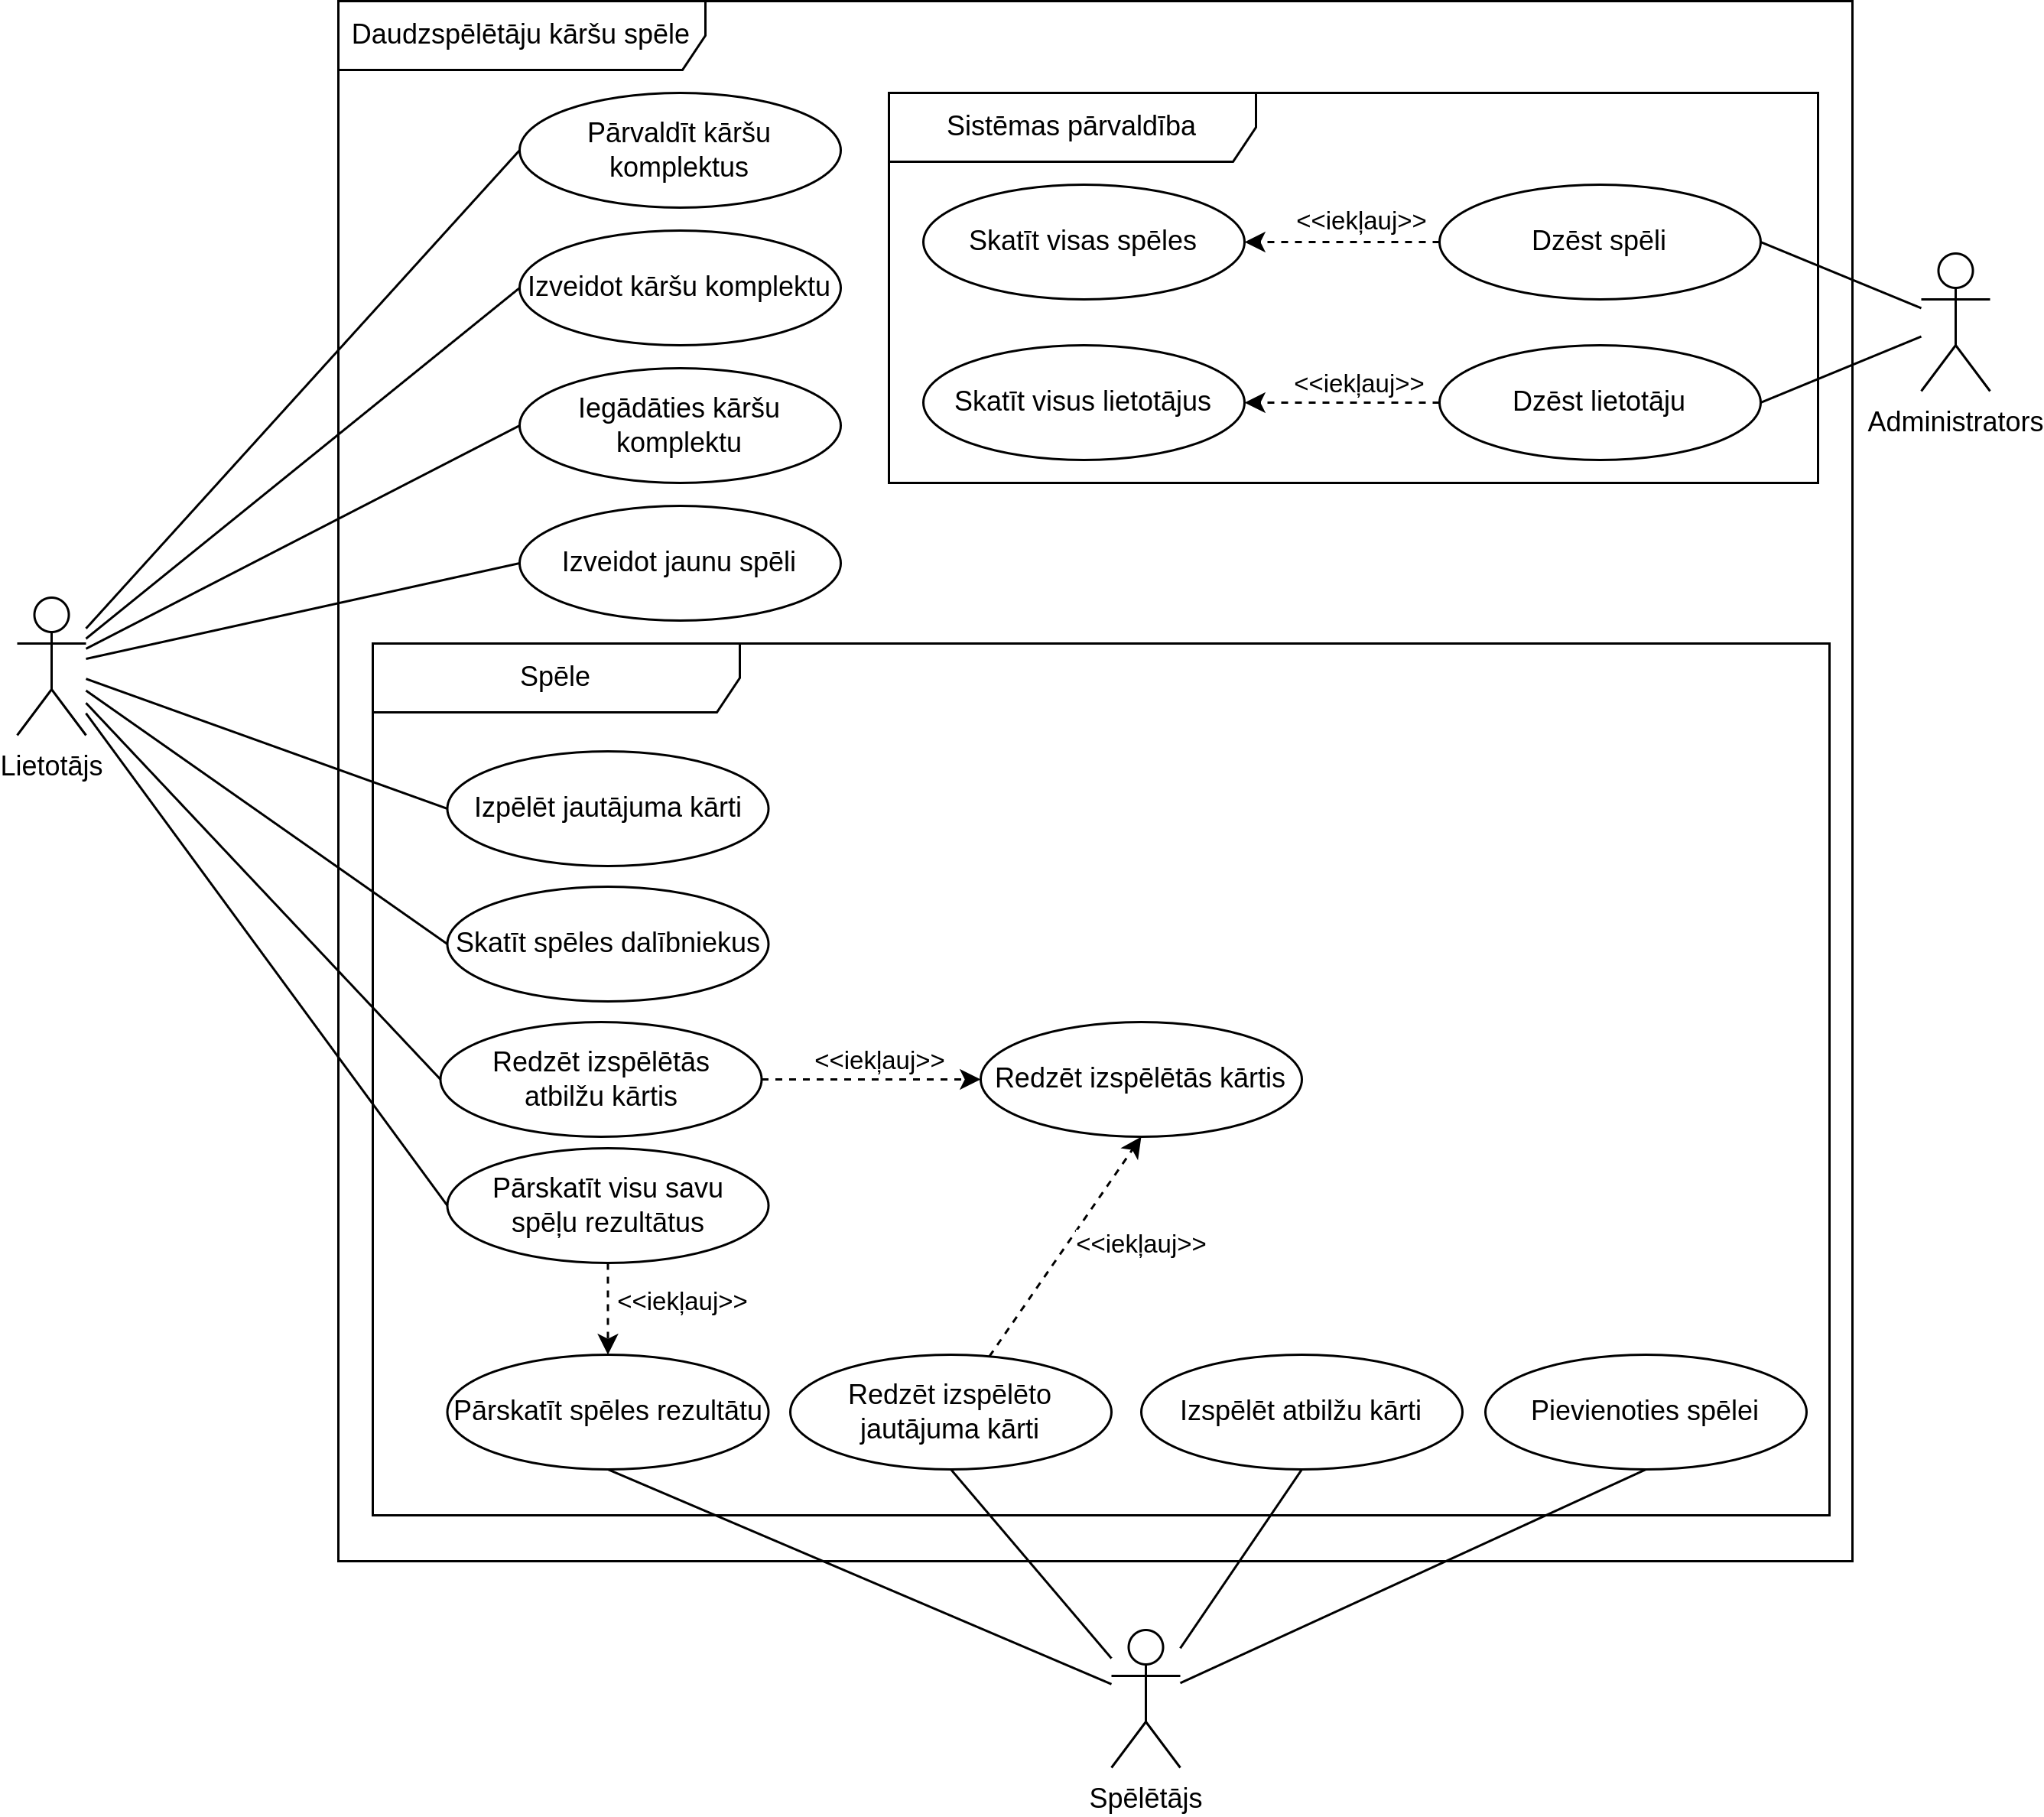 Daudzspēlētāju kāršu spēle
Pārvaldīt kāršu
komplektus
Sistēmas pārvaldība
Skatīt visas spēles
<<iekļauj>>
Dzēst spēli
Izveidot kāršu komplektu
Skatīt visus lietotājus
<<iekļauj>>
Dzēst lietotāju
Administrators
Iegādāties kāršu
komplektu
Izveidot jaunu spēli
Lietotājs
Spēle
Izpēlēt jautājuma kārti
Skatīt spēles dalībniekus
Redzēt izspēlētās
atbilžu kārtis
<<iekļauj>>
Redzēt izspēlētās kārtis
Pārskatīt visu savu
spēļu rezultātus
<<iekļauj>>
<<iekļauj>>
Pārskatīt spēles rezultātu
Redzēt izspēlēto
jautājuma kārti
Izspēlēt atbilžu kārti
Pievienoties spēlei
Spēlētājs